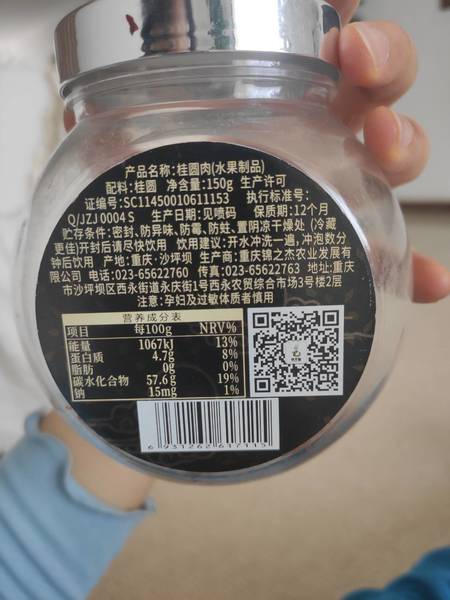 产品名称:桂圆肉(水果制品)
配料:桂圆 净含量:150g 生产许可
证编号:SC11450010611153 执行标准号:
Q/JZJ 0004 S 生产日期:见喷码 保质期:12个月
贮存条件:密封、防异味、防霉、防蛀、置阴凉干燥处 (冷藏
更佳)开封后请尽快饮用 饮用建议:开水冲洗一遍,冲泡数分
钟后饮用 产地:重庆·沙坪坝 生产商:重庆锦之杰农业发展有
限公司 电话:023-65622760 传真:023-65622763 地址:重庆
市沙坪坝区西永街道永庆街1号西永农贸综合市场3号楼2层
注意:孕妇及过敏体质者慎用
营养成分表
项目 每100g NRV%
能量 1067kJ 13%
蛋白质 4.7g 8%
脂肪 0g 0%
碳水化合物 57.6g 19%
钠 15mg 1%
6 931262 617115